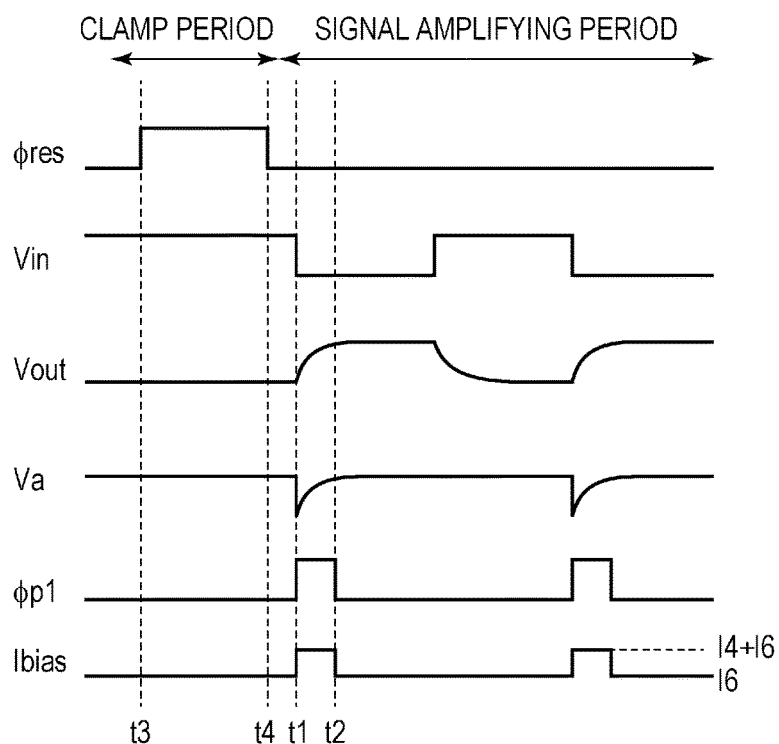 CLAMP PERIOD SIGNAL AMPLIFYING PERIOD
ϕres
Vin
Vout
Va
ϕp1
Ibias
I4+I6
I6
t3 t4 t1 t2